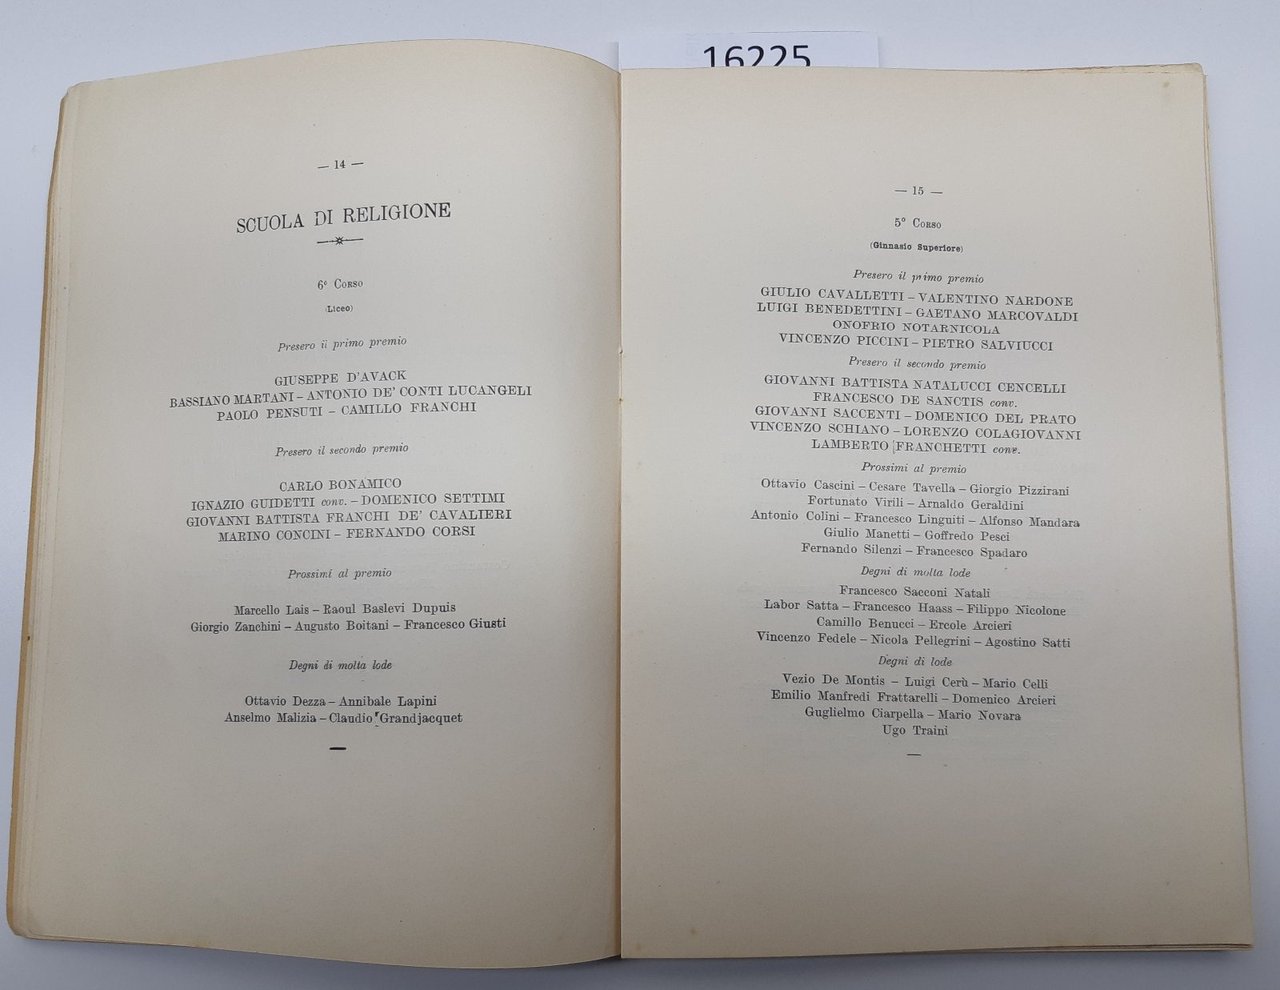 16225
— 14 —
SCUOLA DI RELIGIONE
6º Corso
(Liceo)
Presero il primo premio
GIUSEPPE D'AVACK
BASSIANO MARTANI – ANTONIO DE' CONTI LUCANGELI
PAOLO PENSUTI – CAMILLO FRANCHI
Presero il secondo premio
CARLO BONAMICO
IGNAZIO GUIDETTI conv. – DOMENICO SETTIMI
GIOVANNI BATTISTA FRANCHI DE' CAVALIERI
MARINO CONCINI – FERNANDO CORSI
Prossimi al premio
Marcello Lais – Raoul Baslevi Dupuis
Giorgio Zanchini – Augusto Boitani – Francesco Giusti
Degni di molta lode
Ottavio Dezza – Annibale Lapini
Anselmo Malizia – Claudio Grandjacquet
— 15 —
5º Corso
(Ginnasio Superiore)
Presero il primo premio
GIULIO CAVALLETTI – VALENTINO NARDONE
LUIGI BENEDETTINI – GAETANO MARCOVALDI
ONOFRIO NOTARNICOLA
VINCENZO PICCINI – PIETRO SALVIUCCI
Presero il secondo premio
GIOVANNI BATTISTA NATALUCCI CENCELLI
FRANCESCO DE SANCTIS conv.
GIOVANNI SACCENTI – DOMENICO DEL PRATO
VINCENZO SCHIANO – LORENZO COLAGIOVANNI
LAMBERTO FRANCHETTI conv.
Prossimi al premio
Ottavio Cascini – Cesare Tavella – Giorgio Pizzirani
Fortunato Virili – Arnaldo Geraldini
Antonio Colini – Francesco Linguiti – Alfonso Mandara
Giulio Manetti – Goffredo Pesci
Fernando Silenzi – Francesco Spadaro
Degni di molta lode
Francesco Sacconi Natali
Labor Satta – Francesco Haass – Filippo Nicolone
Camillo Benucci – Ercole Arcieri
Vincenzo Fedele – Nicola Pellegrini – Agostino Satti
Degni di lode
Vezio De Montis – Luigi Cerù – Mario Celli
Emilio Manfredi Frattarelli – Domenico Arcieri
Guglielmo Ciarpella – Mario Novara
Ugo Traini